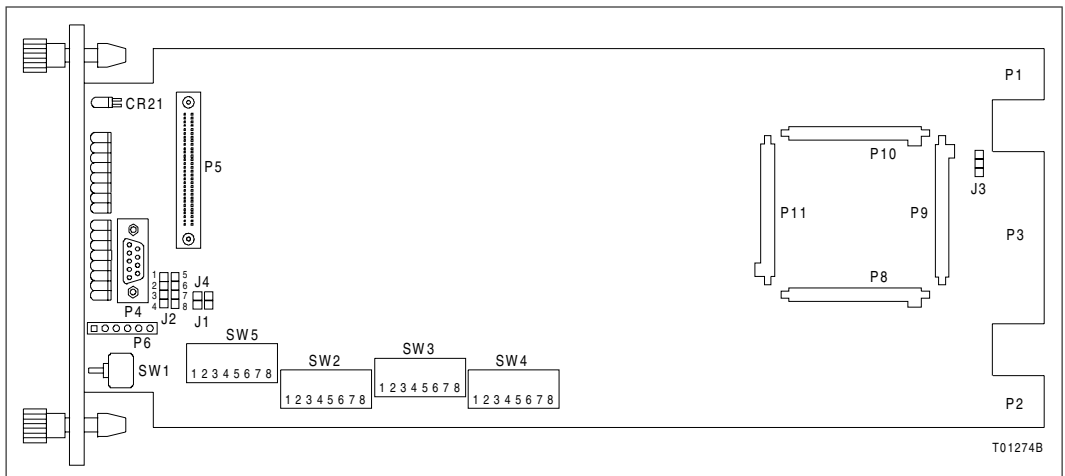 P1
CR21
P5
P10
J3
P11
P9
P3
1 5
2 6
3 7
4 8
J4
P8
P4
J2
J1
P6
SW5
1 2 3 4 5 6 7 8
SW2
1 2 3 4 5 6 7 8
SW3
1 2 3 4 5 6 7 8
SW4
1 2 3 4 5 6 7 8
SW1
P2
T01274B